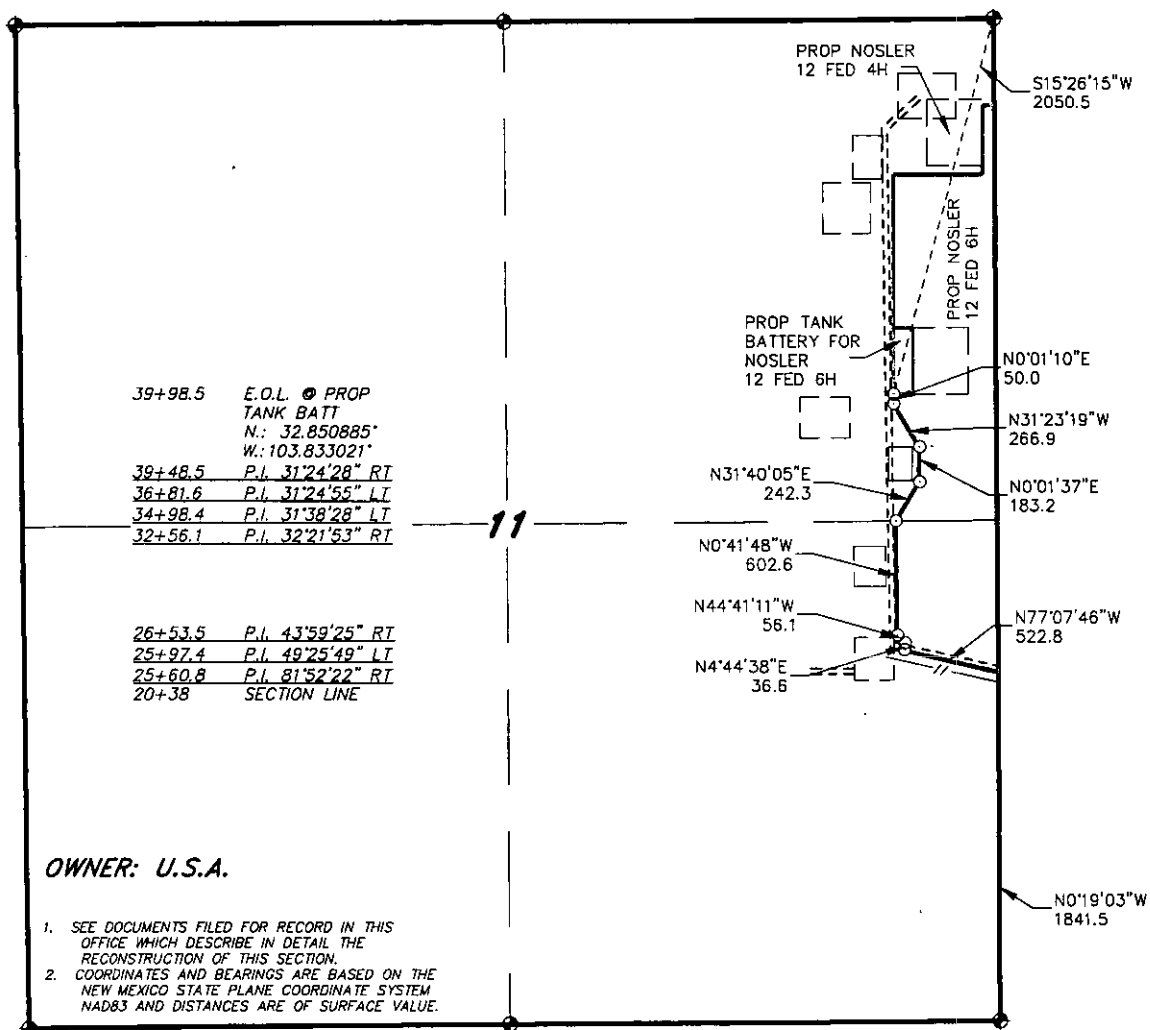 PROP NOSLER
12 FED 4H
S15°26'15"W
2050.5
PROP NOSLER
12 FED 6H
PROP TANK
BATTERY FOR
NOSLER
12 FED 6H
N0°01'10"E
50.0
39+98.5 E.O.L. @ PROP
TANK BATT
N.: 32.850885°
W.: 103.833021°
39+48.5 P.I. 31°24'28" RT
36+81.6 P.I. 31°24'55" LT
34+98.4 P.I. 31°38'28" LT
32+56.1 P.I. 32°21'53" RT
N31°23'19"W
266.9
N31°40'05"E
242.3
N0°01'37"E
183.2
11
N0°41'48"W
602.6
N44°41'11"W
56.1
N77°07'46"W
522.8
26+53.5 P.I. 43°59'25" RT
25+97.4 P.I. 49°25'49" LT
25+60.8 P.I. 81°52'22" RT
20+38 SECTION LINE
N4°44'38"E
36.6
OWNER: U.S.A.
N0°19'03"W
1841.5
1. SEE DOCUMENTS FILED FOR RECORD IN THIS
OFFICE WHICH DESCRIBE IN DETAIL THE
RECONSTRUCTION OF THIS SECTION.
2. COORDINATES AND BEARINGS ARE BASED ON THE
NEW MEXICO STATE PLANE COORDINATE SYSTEM
NAD83 AND DISTANCES ARE OF SURFACE VALUE.